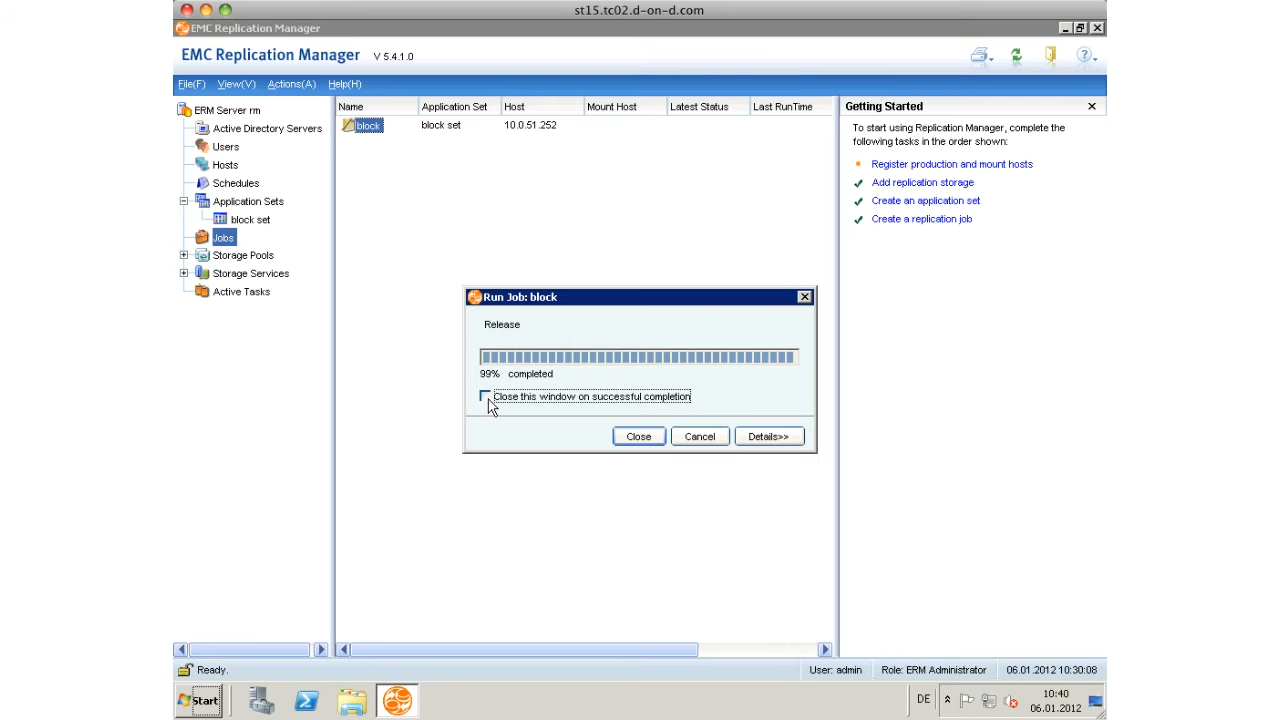 st15.tc02.d-on-d.com
EMC Replication Manager
EMC Replication Manager V 5.4.1.0
File(F) View(V) Actions(A) Help(H)
ERM Server rm
Active Directory Servers
Users
Hosts
Schedules
Application Sets
block set
Jobs
Storage Pools
Storage Services
Active Tasks
Name Application Set Host Mount Host Latest Status Last RunTime
block block set 10.0.51.252
Getting Started
To start using Replication Manager, complete the
following tasks in the order shown:
Register production and mount hosts
Add replication storage
Create an application set
Create a replication job
Run Job: block
Release
99% completed
Close this window on successful completion
Close Cancel Details>>
Ready.
User: admin Role: ERM Administrator 06.01.2012 10:30:08
Start
DE
10:40
06.01.2012